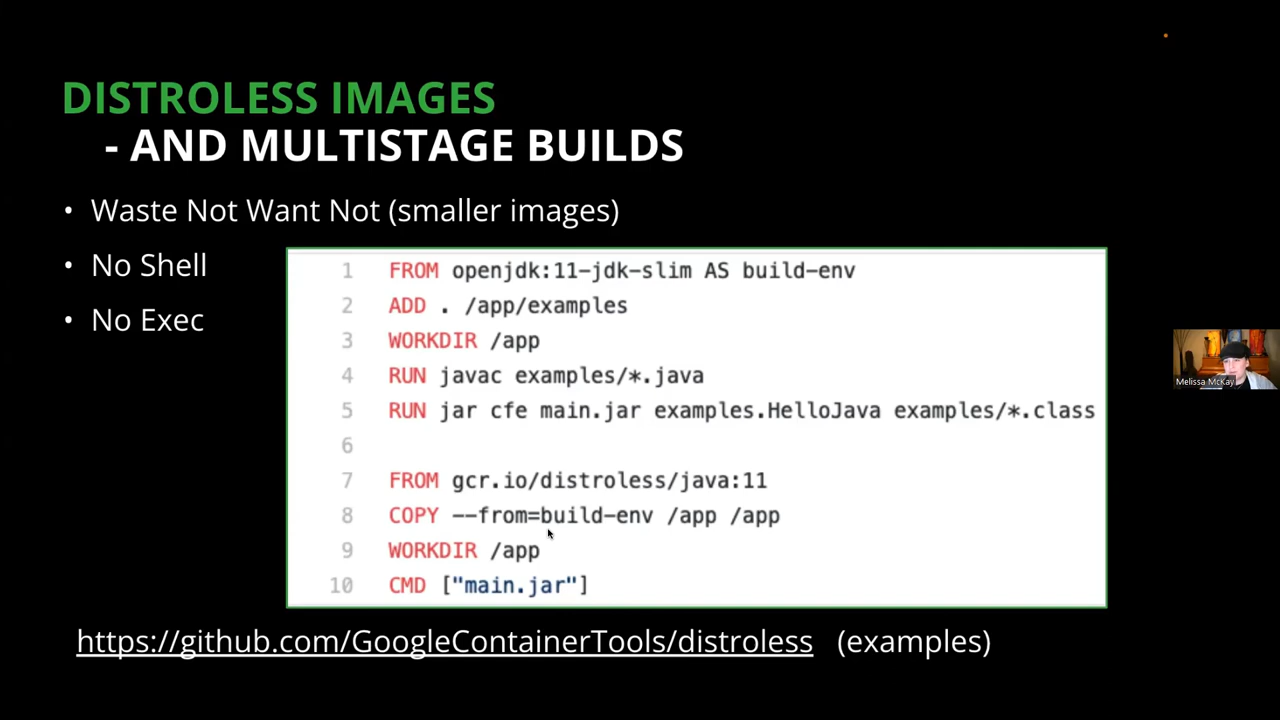 DISTROLESS IMAGES
- AND MULTISTAGE BUILDS
• Waste Not Want Not (smaller images)
• No Shell
• No Exec
1 FROM openjdk:11-jdk-slim AS build-env
2 ADD . /app/examples
3 WORKDIR /app
4 RUN javac examples/*.java
5 RUN jar cfe main.jar examples.HelloJava examples/*.class
6
7 FROM gcr.io/distroless/java:11
8 COPY --from=build-env /app /app
9 WORKDIR /app
10 CMD ["main.jar"]
https://github.com/GoogleContainerTools/distroless (examples)
Melissa McKay